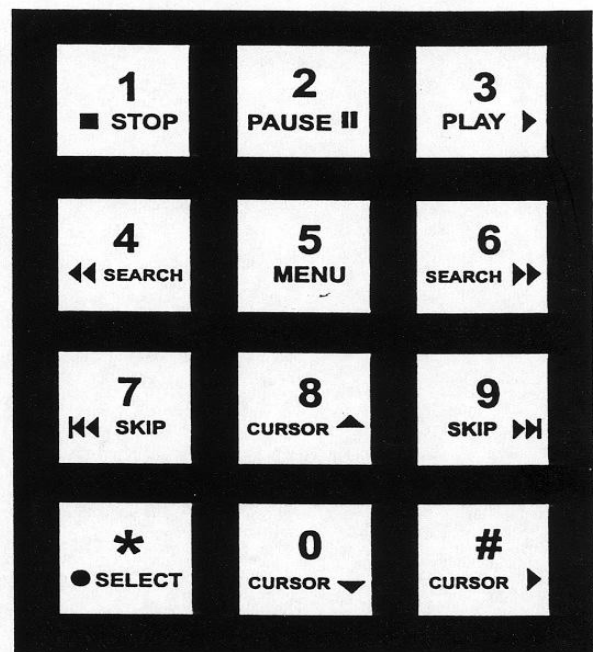 1
■ STOP
2
PAUSE ⏸
3
PLAY ▶
4
◀◀ SEARCH
5
MENU
6
SEARCH ▶▶
7
|◀◀ SKIP
8
CURSOR ▲
9
SKIP ▶▶|
*
● SELECT
0
CURSOR ▼
#
CURSOR ▶